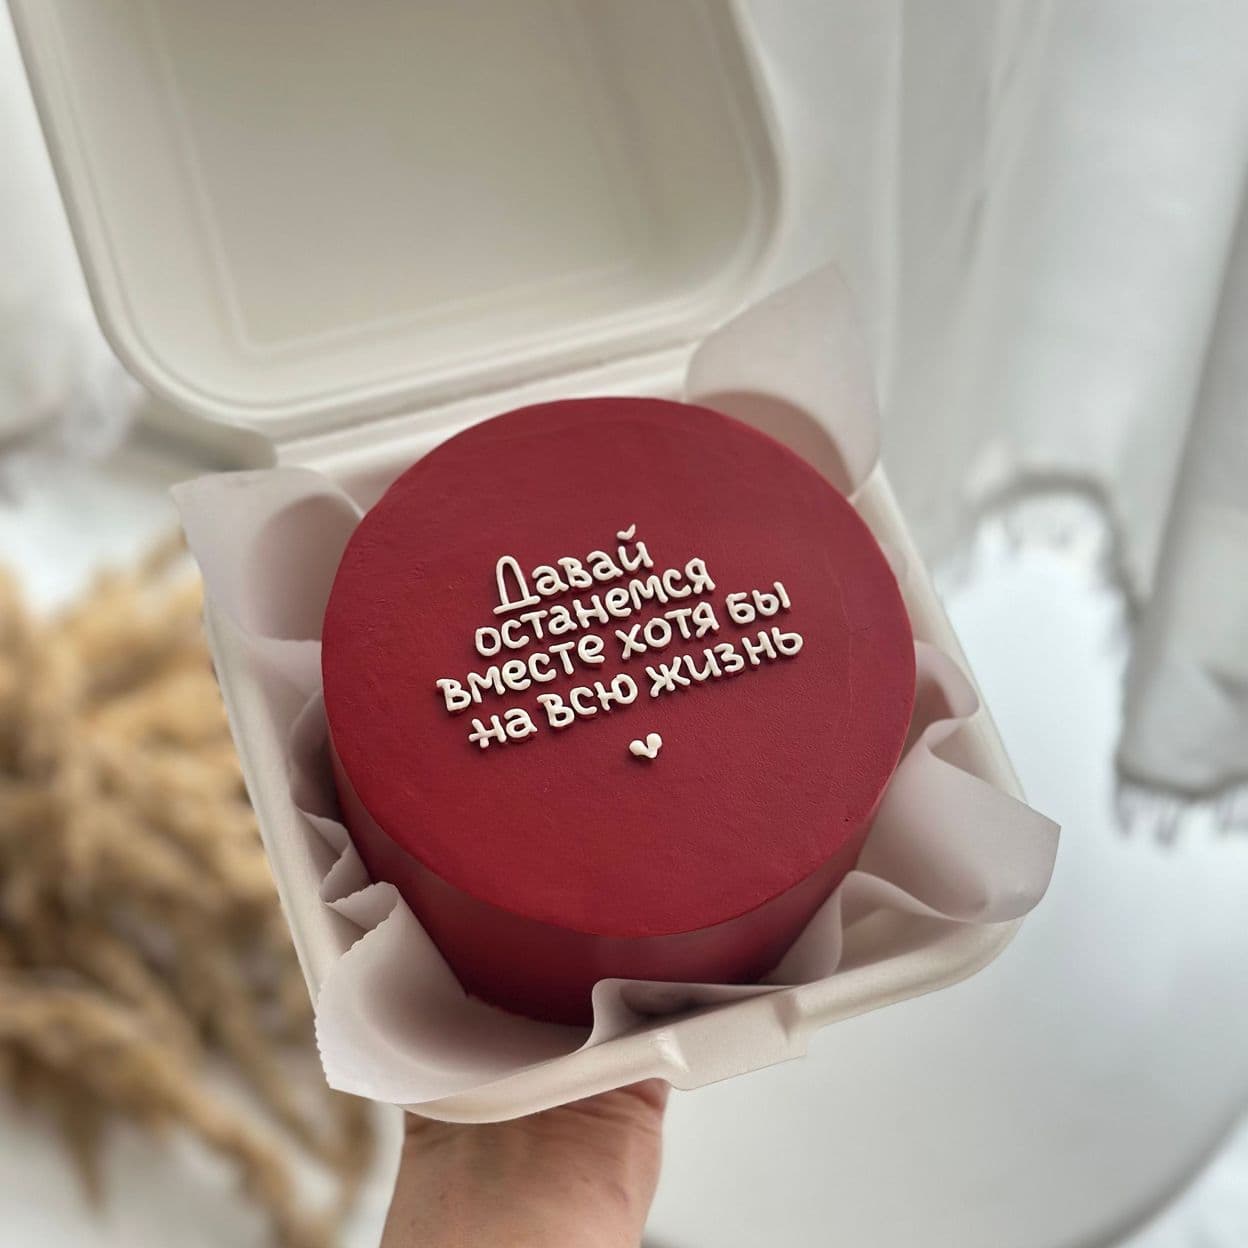 Давай
останемся
вместе хотя бы
на всю жизнь